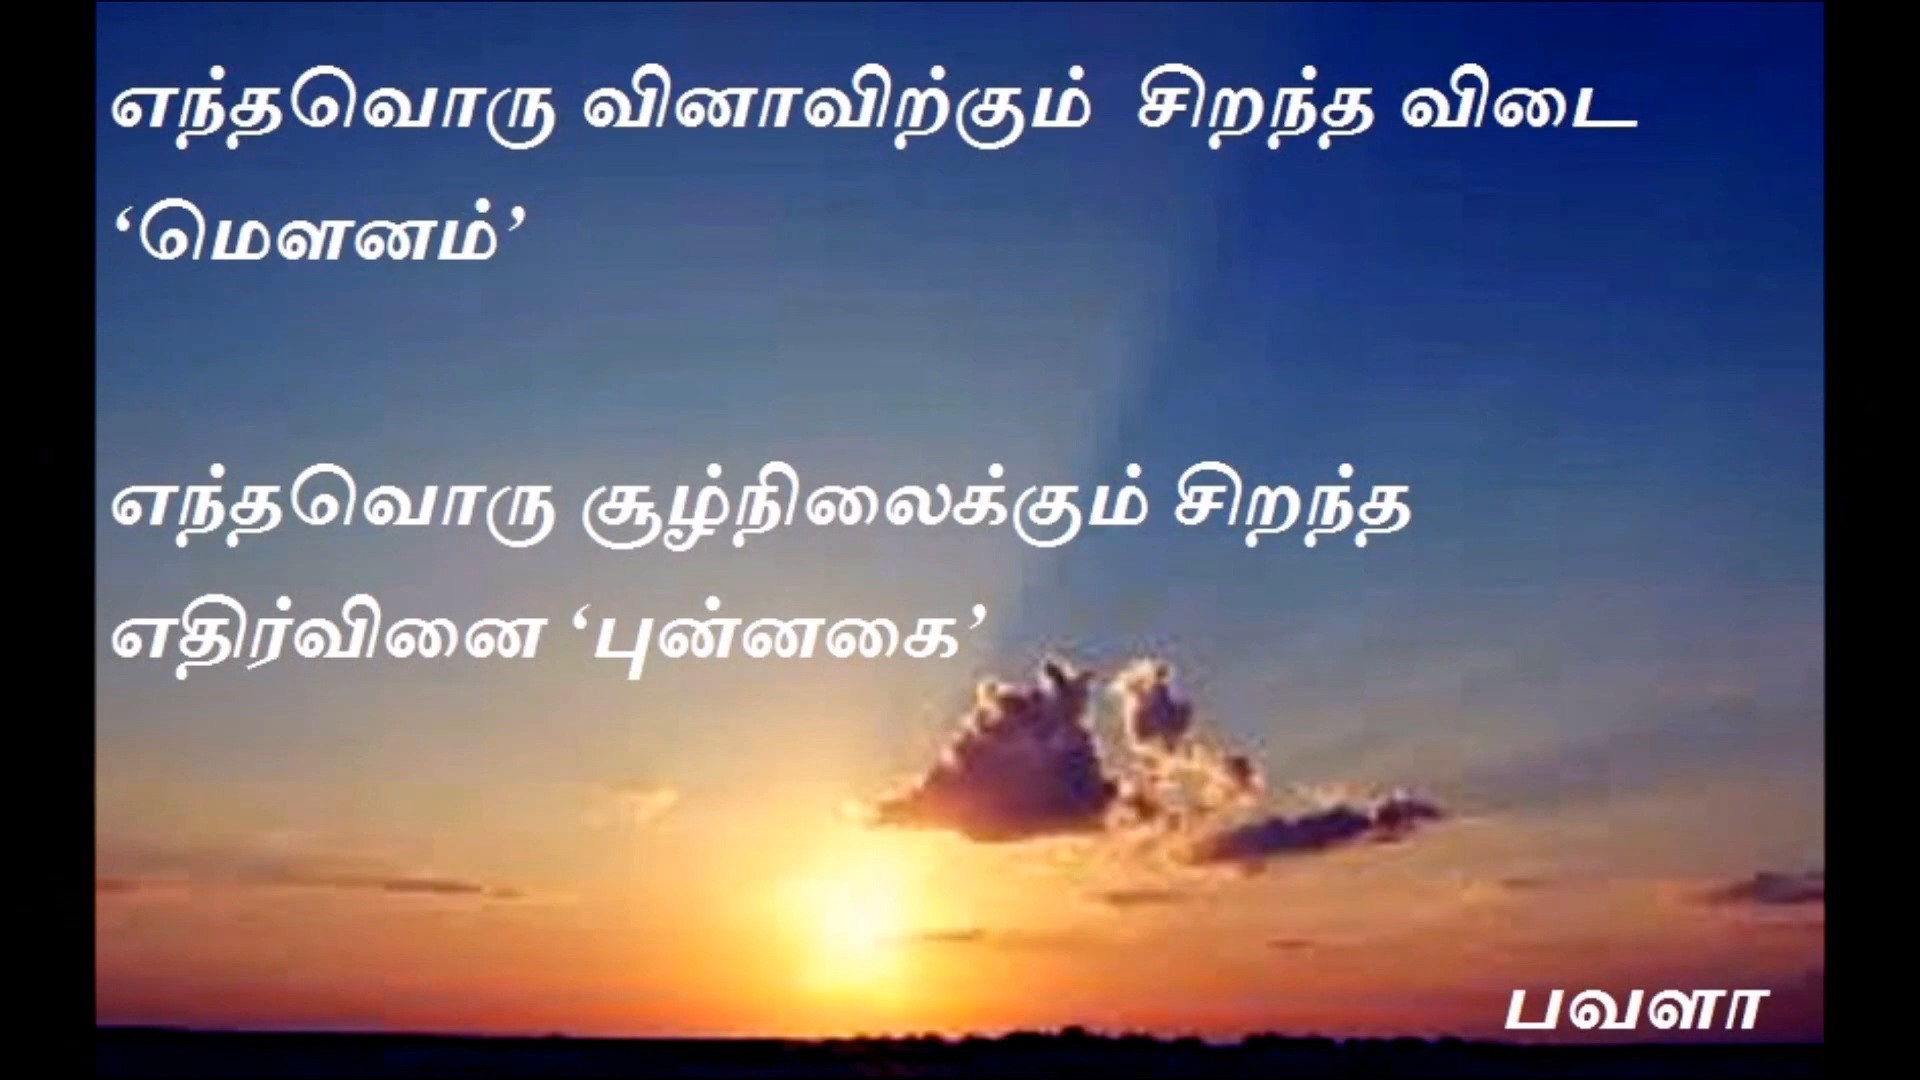 எந்தவொரு வினாவிற்கும் சிறந்த விடை
‘மௌனம்’
எந்தவொரு சூழ்நிலைக்கும் சிறந்த
எதிர்வினை ‘புன்னகை’
பவளா